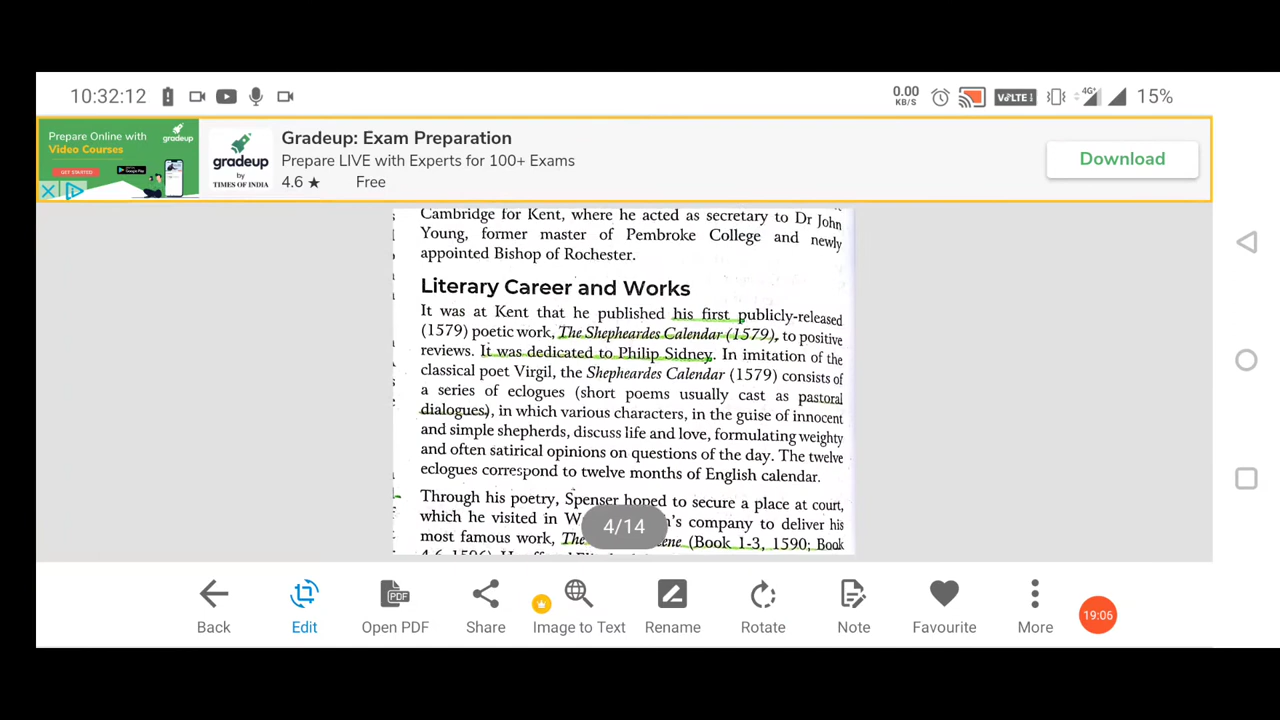 10:32:12
0.00
KB/S
VoLTE
4G+
15%
Prepare Online with
Video Courses
gradeup
GET STARTED
gradeup
by
TIMES OF INDIA
Gradeup: Exam Preparation
Prepare LIVE with Experts for 100+ Exams
4.6 ★ Free
Download
Cambridge for Kent, where he acted as secretary to Dr John
Young, former master of Pembroke College and newly
appointed Bishop of Rochester.
Literary Career and Works
It was at Kent that he published his first publicly-released
(1579) poetic work, The Shepheardes Calendar (1579), to positive
reviews. It was dedicated to Philip Sidney. In imitation of the
classical poet Virgil, the Shepheardes Calendar (1579) consists of
a series of eclogues (short poems usually cast as pastoral
dialogues), in which various characters, in the guise of innocent
and simple shepherds, discuss life and love, formulating weighty
and often satirical opinions on questions of the day. The twelve
eclogues correspond to twelve months of English calendar.
Through his poetry, Spenser hoped to secure a place at court,
which he visited in 's company to deliver his
most famous work, The (Book 1-3, 1590; Book
4/14
Back
Edit
Open PDF
Share
Image to Text
Rename
Rotate
Note
Favourite
More
19:06